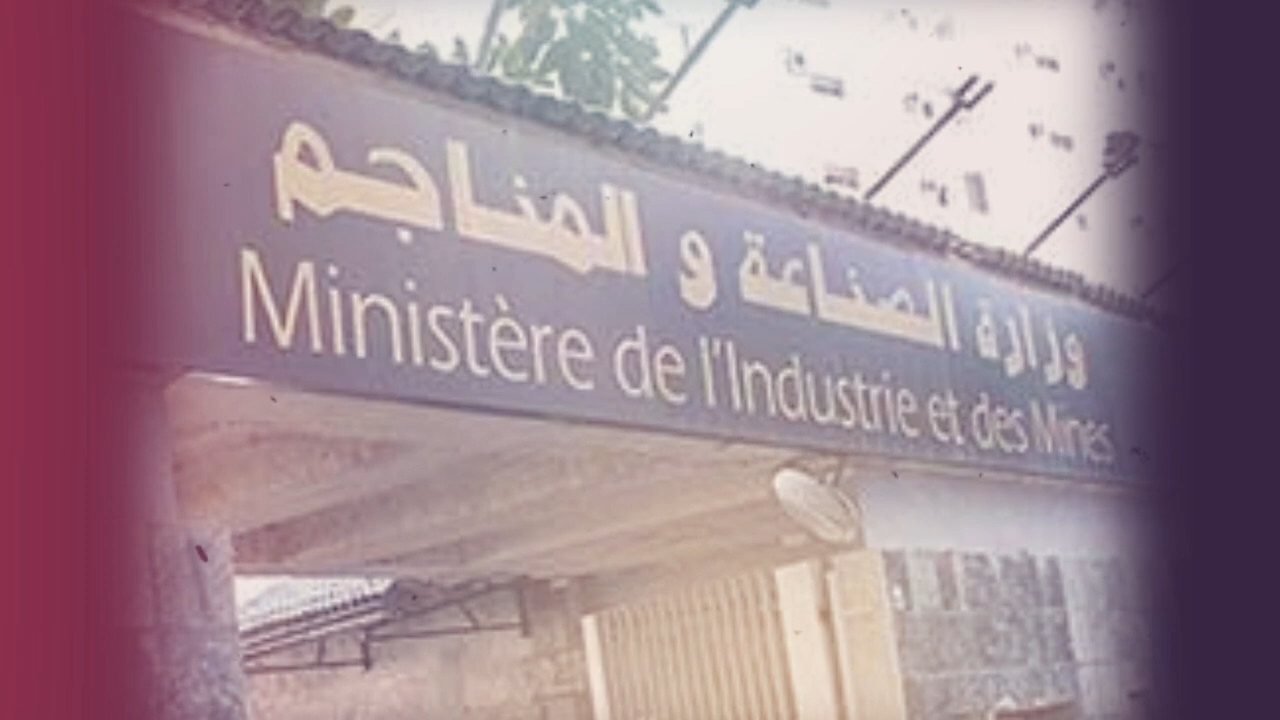 وزارة الصناعة و المناجم
Ministère de l'Industrie et des Mines